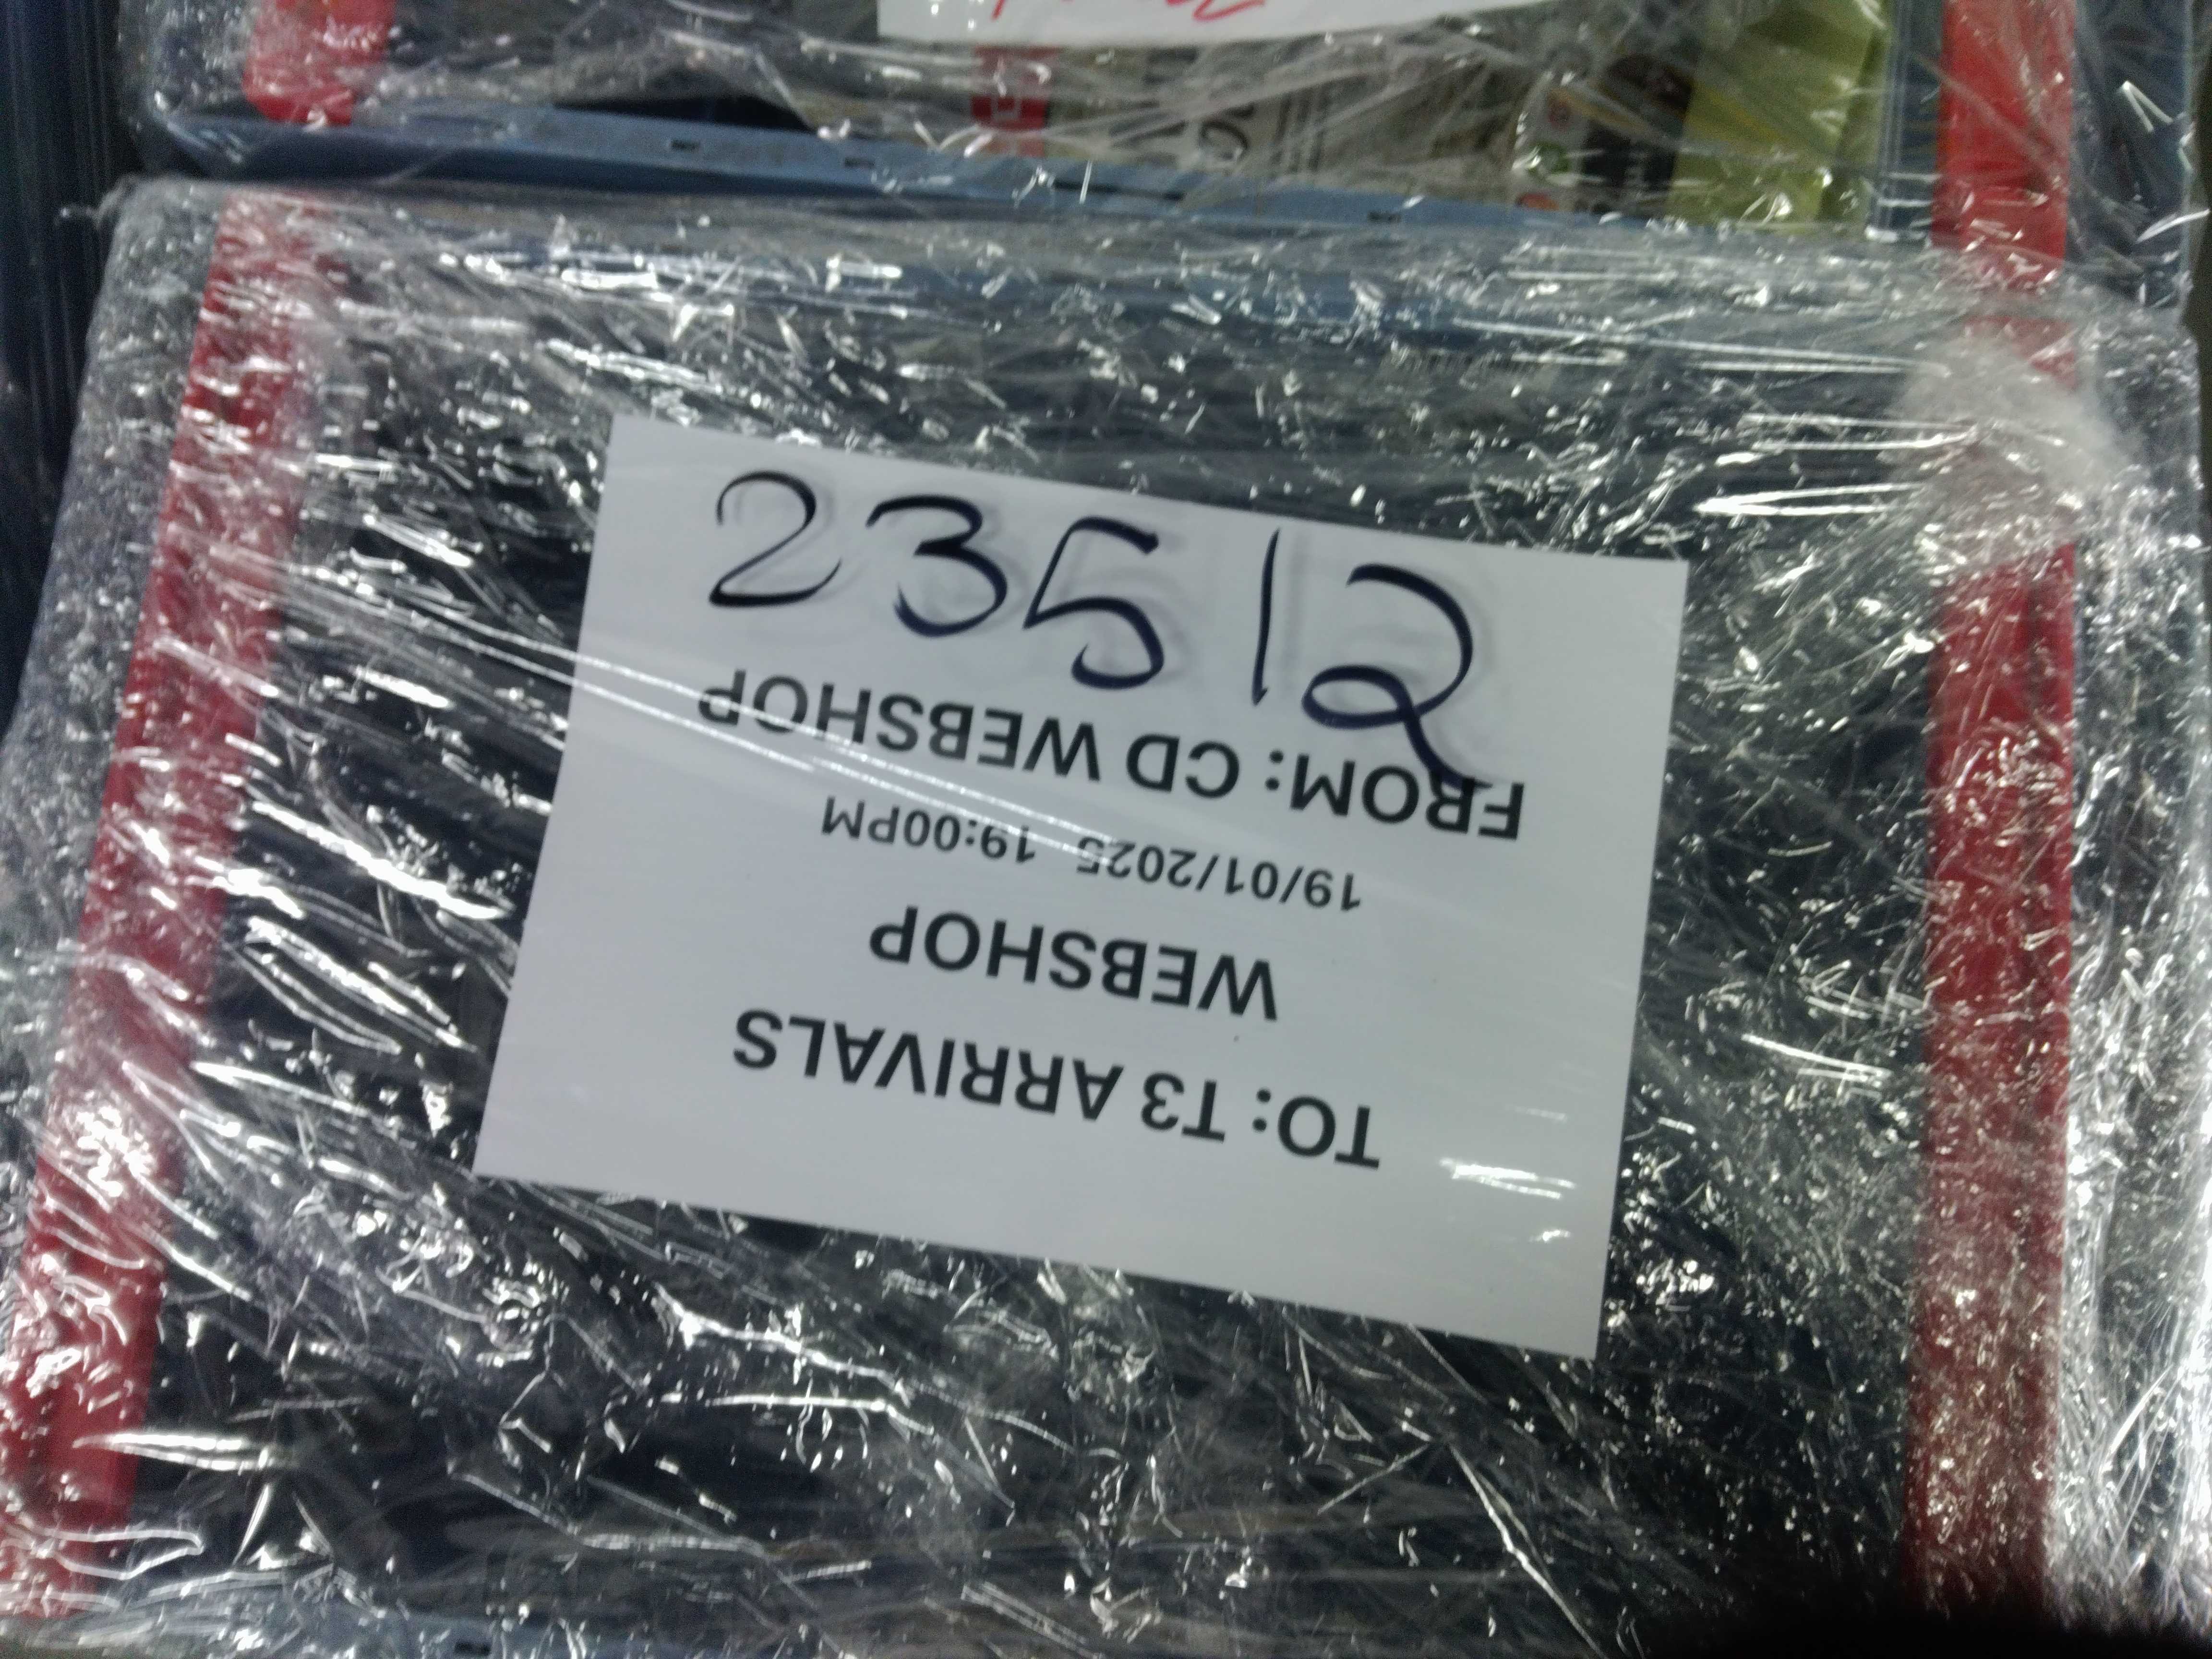 TO: T3 ARRIVALS
WEBSHOP
19/01/2025 19:00PM
FROM: CD WEBSHOP
23512